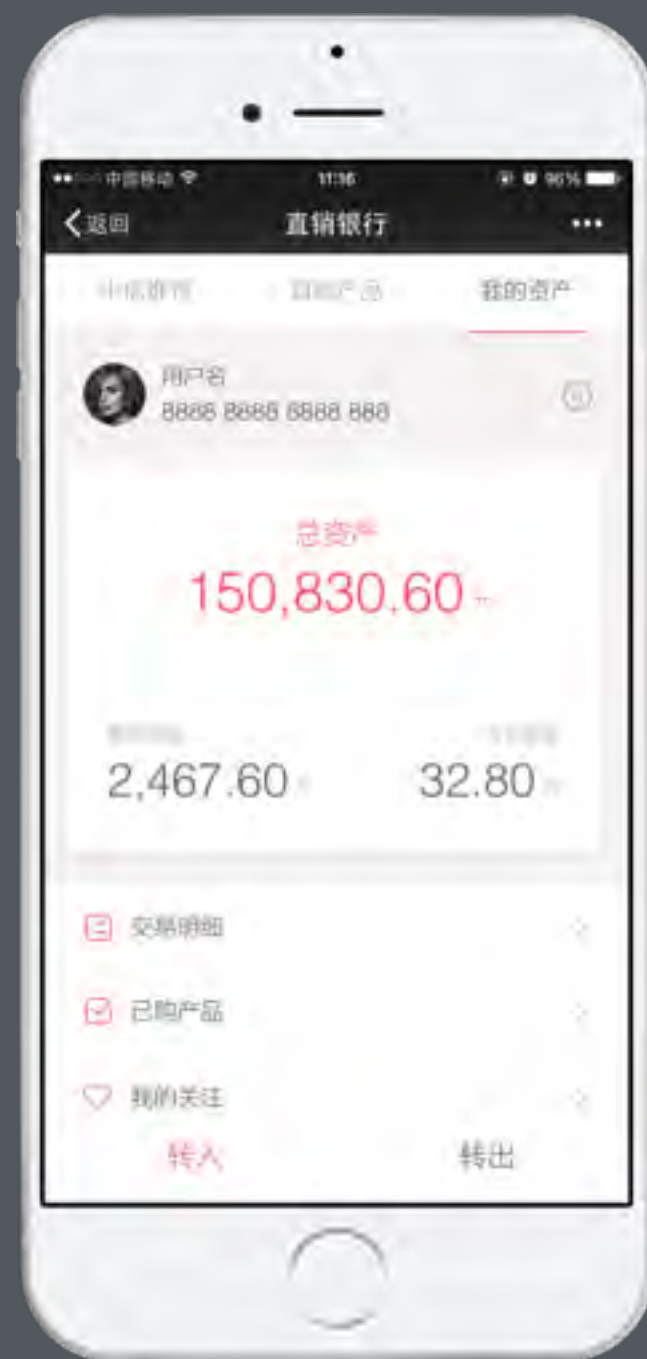 中国移动 11:16 96%
返回 直销银行
我的资产
用户名
8888 8888 8888 888
总资产
150,830.60
2,467.60 32.80
交易明细
已购产品
我的关注
转入 转出